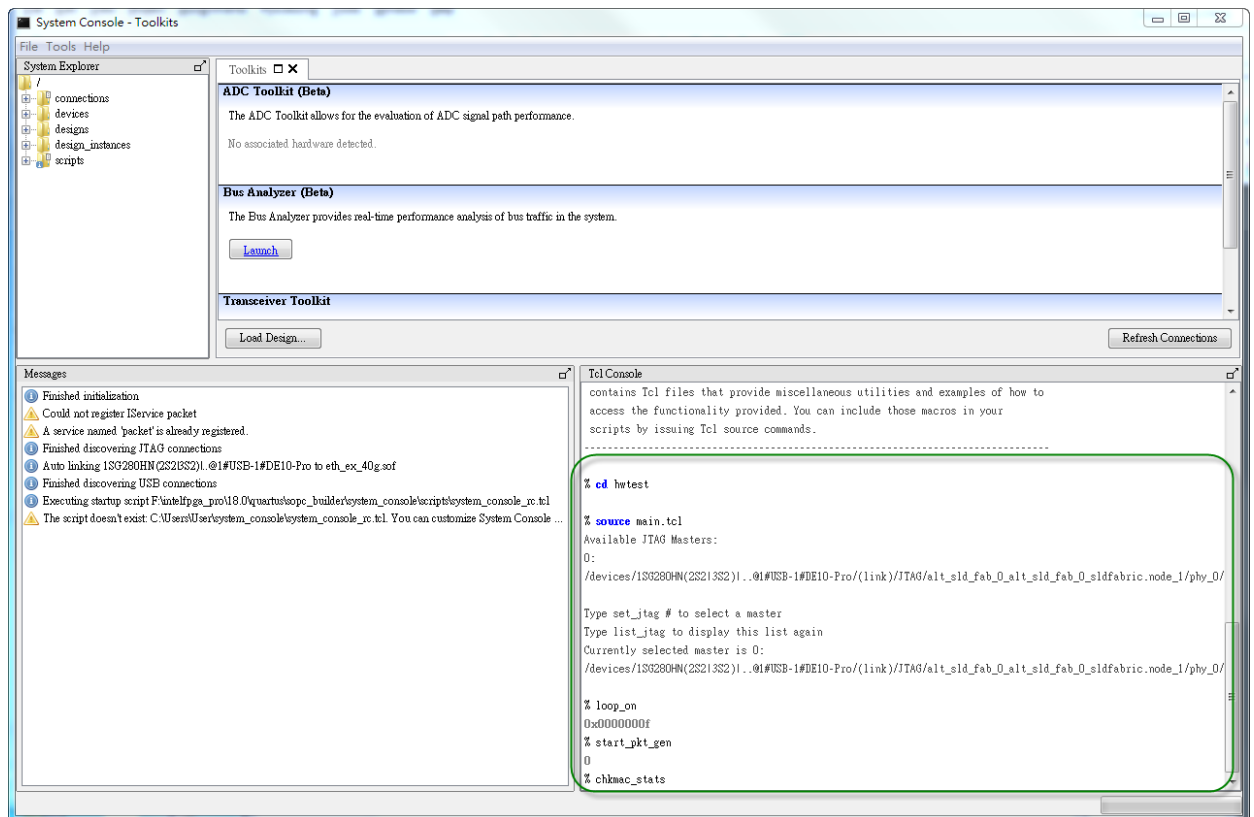 System Console - Toolkits
File Tools Help
System Explorer
/
connections
devices
designs
design_instances
scripts
Toolkits
ADC Toolkit (Beta)
The ADC Toolkit allows for the evaluation of ADC signal path performance.
No associated hardware detected.
Bus Analyzer (Beta)
The Bus Analyzer provides real-time performance analysis of bus traffic in the system.
Launch
Transceiver Toolkit
Load Design...
Refresh Connections
Messages
Finished initialization
Could not register IService packet
A service named 'packet' is already registered.
Finished discovering JTAG connections
Auto linking 1SG280HN(2S2|3S2)|..@1#USB-1#DE10-Pro to eth_ex_40g.sof
Finished discovering USB connections
Executing startup script F:\intelfpga_pro\18.0\quartus\sopc_builder\system_console\scripts\system_console_rc.tcl
The script doesn't exist: C:\Users\User\system_console\system_console_rc.tcl. You can customize System Console ...
Tcl Console
contains Tcl files that provide miscellaneous utilities and examples of how to
access the functionality provided. You can include those macros in your
scripts by issuing Tcl source commands.
-----------------------------------------------------------------------------
% cd hwtest
% source main.tcl
Available JTAG Masters:
0:
/devices/1SG280HN(2S2|3S2)|..@1#USB-1#DE10-Pro/(link)/JTAG/alt_sld_fab_0_alt_sld_fab_0_sldfabric.node_1/phy_0/
Type set_jtag # to select a master
Type list_jtag to display this list again
Currently selected master is 0:
/devices/1SG280HN(2S2|3S2)|..@1#USB-1#DE10-Pro/(link)/JTAG/alt_sld_fab_0_alt_sld_fab_0_sldfabric.node_1/phy_0/
% loop_on
0x0000000f
% start_pkt_gen
0
% chkmac_stats